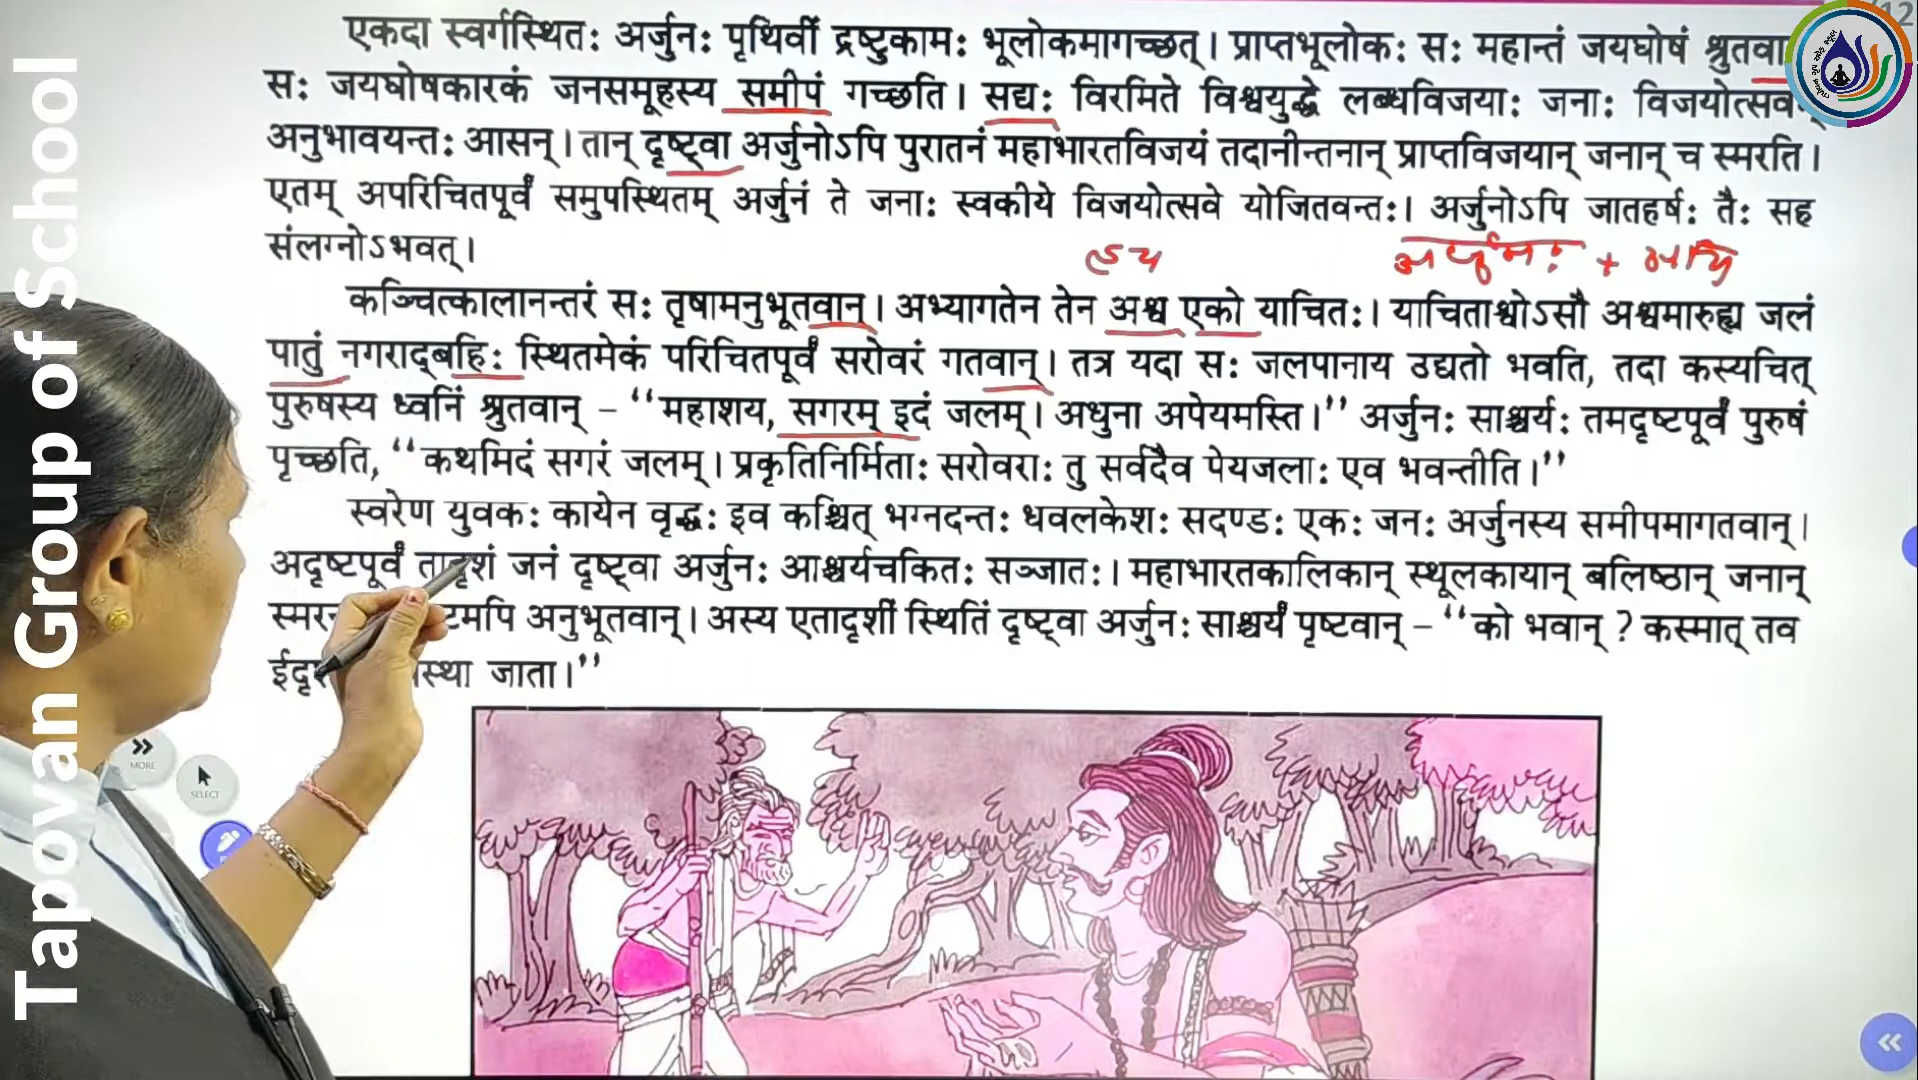 एकदा स्वर्गस्थितः अर्जुनः पृथिवीं द्रष्टुकामः भूलोकमागच्छत्। प्राप्तभूलोकः सः महान्तं जयघोषं
सः जयघोषकारकं जनसमूहस्य समीपं गच्छति। सद्यः विरमिते विश्वयुद्धे लब्धविजयाः जनाः
अनुभावयन्तः आसन्। तान् दृष्ट्वा अर्जुनोऽपि पुरातनं महाभारतविजयं तदानीन्तनान् प्राप्तविजयान् जनान् च स्मरति।
एतम् अपरिचितपूर्वं समुपस्थितम् अर्जुनं ते जनाः स्वकीये विजयोत्सवे योजितवन्तः। अर्जुनोऽपि जातहर्षः तैः सह
संलग्नोऽभवत्।
अर्जुनः + अपि
कञ्चित्कालानन्तरं सः तृषामनुभूतवान्। अभ्यागतेन तेन अश्व एको याचितः। याचिताश्वोऽसौ अश्वमारुह्य जलं
पातुं नगराद्बहिः स्थितमेकं परिचितपूर्वं सरोवरं गतवान्। तत्र यदा सः जलपानाय उद्यतो भवति, तदा कस्यचित्
पुरुषस्य ध्वनिं श्रुतवान् – “महाशय, सगरम् इदं जलम्। अधुना अपेयमस्ति।” अर्जुनः साश्चर्यः तमदृष्टपूर्वं पुरुषं
पृच्छति, “कथमिदं सगरं जलम्। प्रकृतिनिर्मिताः सरोवराः तु सर्वदैव पेयजलाः एव भवन्तीति।”
स्वरेण युवकः कायेन वृद्धः इव कश्चित् भग्नदन्तः धवलकेशः सदण्डः एकः जनः अर्जुनस्य समीपमागतवान्।
अदृष्टपूर्वं तादृशं जनं दृष्ट्वा अर्जुनः आश्चर्यचकितः सञ्जातः। महाभारतकालिकान् स्थूलकायान् बलिष्ठान् जनान्
अनुभूतवान्। अस्य एतादृशीं स्थितिं दृष्ट्वा अर्जुनः साश्चर्यं पृष्टवान् – “को भवान् ? कस्मात् तव
जाता।”
MORE
SELECT
Tapovan Group of School